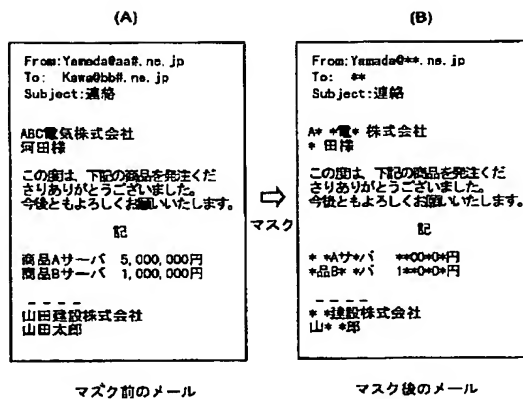 (A)
From:Yamada@aa#.ne.jp
To: Kawa@bb#.ne.jp
Subject:連絡
ABC電気株式会社
河田様
この度は、下記の商品を発注くだ
さりありがとうございました。
今後ともよろしくお願いいたします。
記
商品Aサーバ 5,000,000円
商品Bサーバ 1,000,000円
----
山田建設株式会社
山田太郎
マスク前のメール
⇨
マスク
(B)
From:Yamada@**.ne.jp
To: **
Subject:連絡
A* *電* 株式会社
* 田様
この度は、下記の商品を発注くだ
さりありがとうございました。
今後ともよろしくお願いいたします。
記
* *Aサ*バ **00*0*円
*品B* *バ 1**0*0*円
----
* *建設株式会社
山* *郎
マスク後のメール